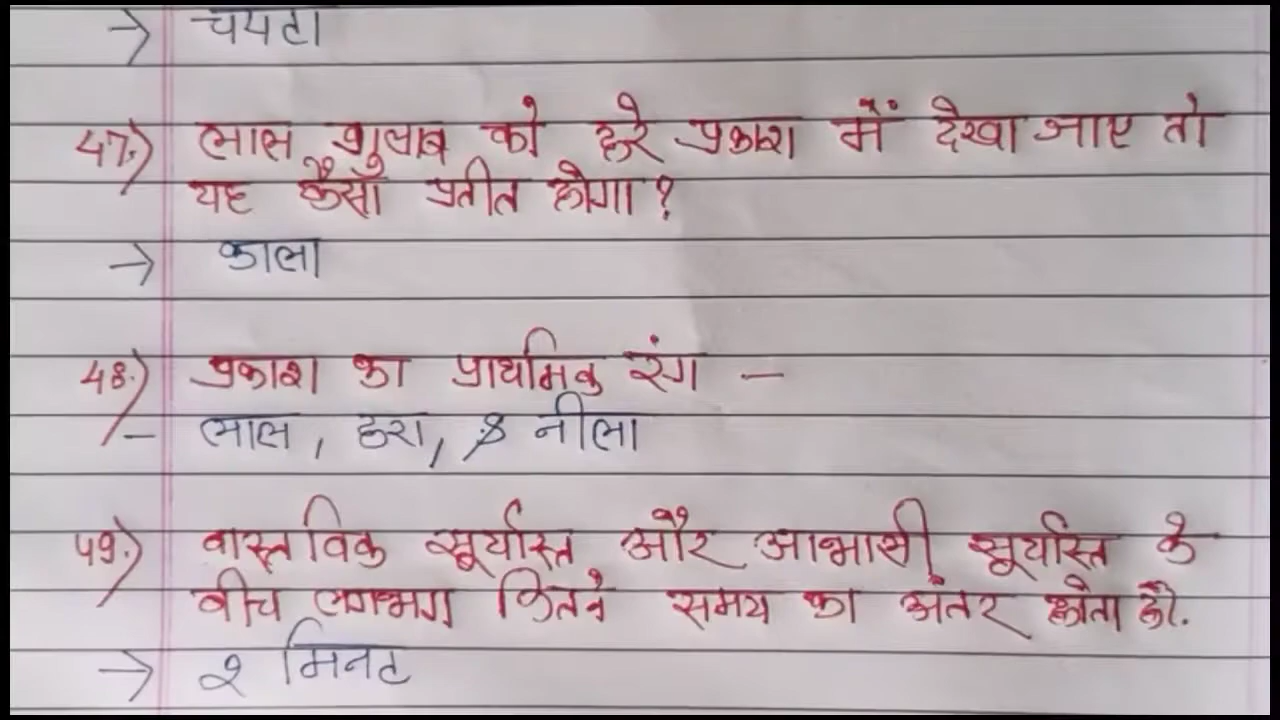 → चपटा
47.) लाल गुलाब को हरे प्रकाश में देखा जाए तो
यह कैसा प्रतीत होगा?
→ काला
48.) प्रकाश का प्राथमिक रंग —
— लाल, हरा, & नीला
49.) वास्तविक सूर्यास्त और आभासी सूर्यास्त के
बीच लगभग कितने समय का अंतर होता है.
→ २ मिनट